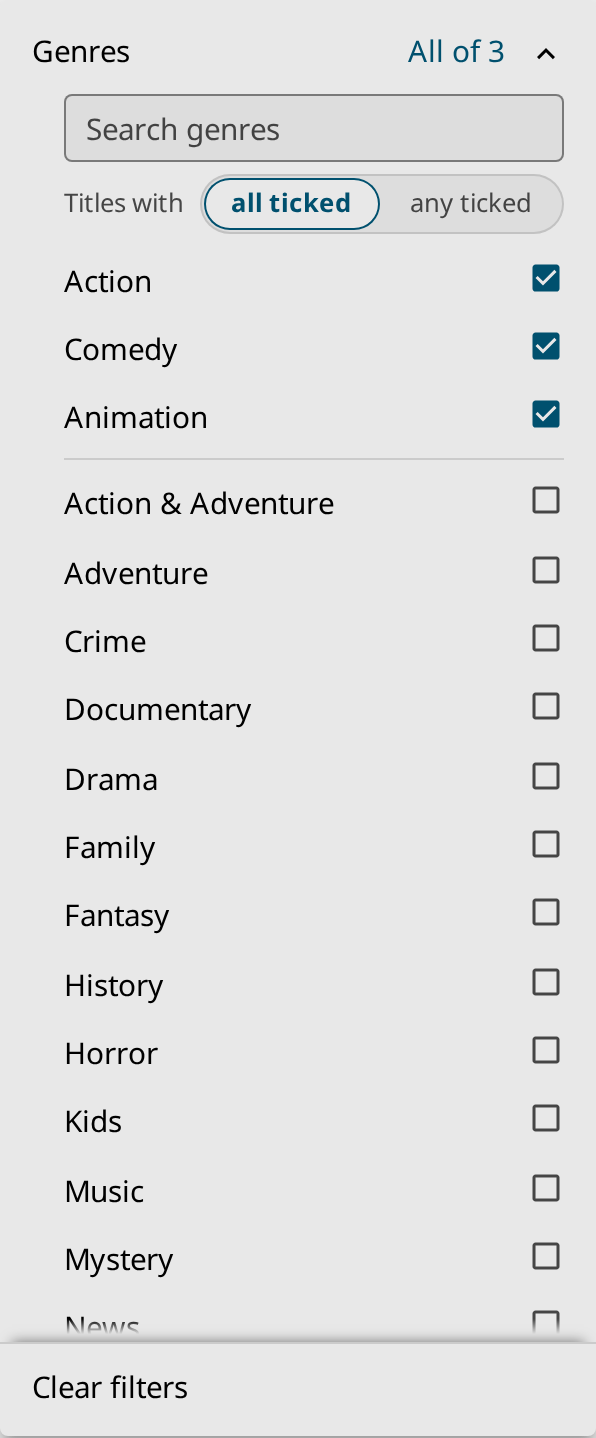 Genres All of 3
Search genres
Titles with all ticked any ticked
Action
Comedy
Animation
Action & Adventure
Adventure
Crime
Documentary
Drama
Family
Fantasy
History
Horror
Kids
Music
Mystery
News
Clear filters